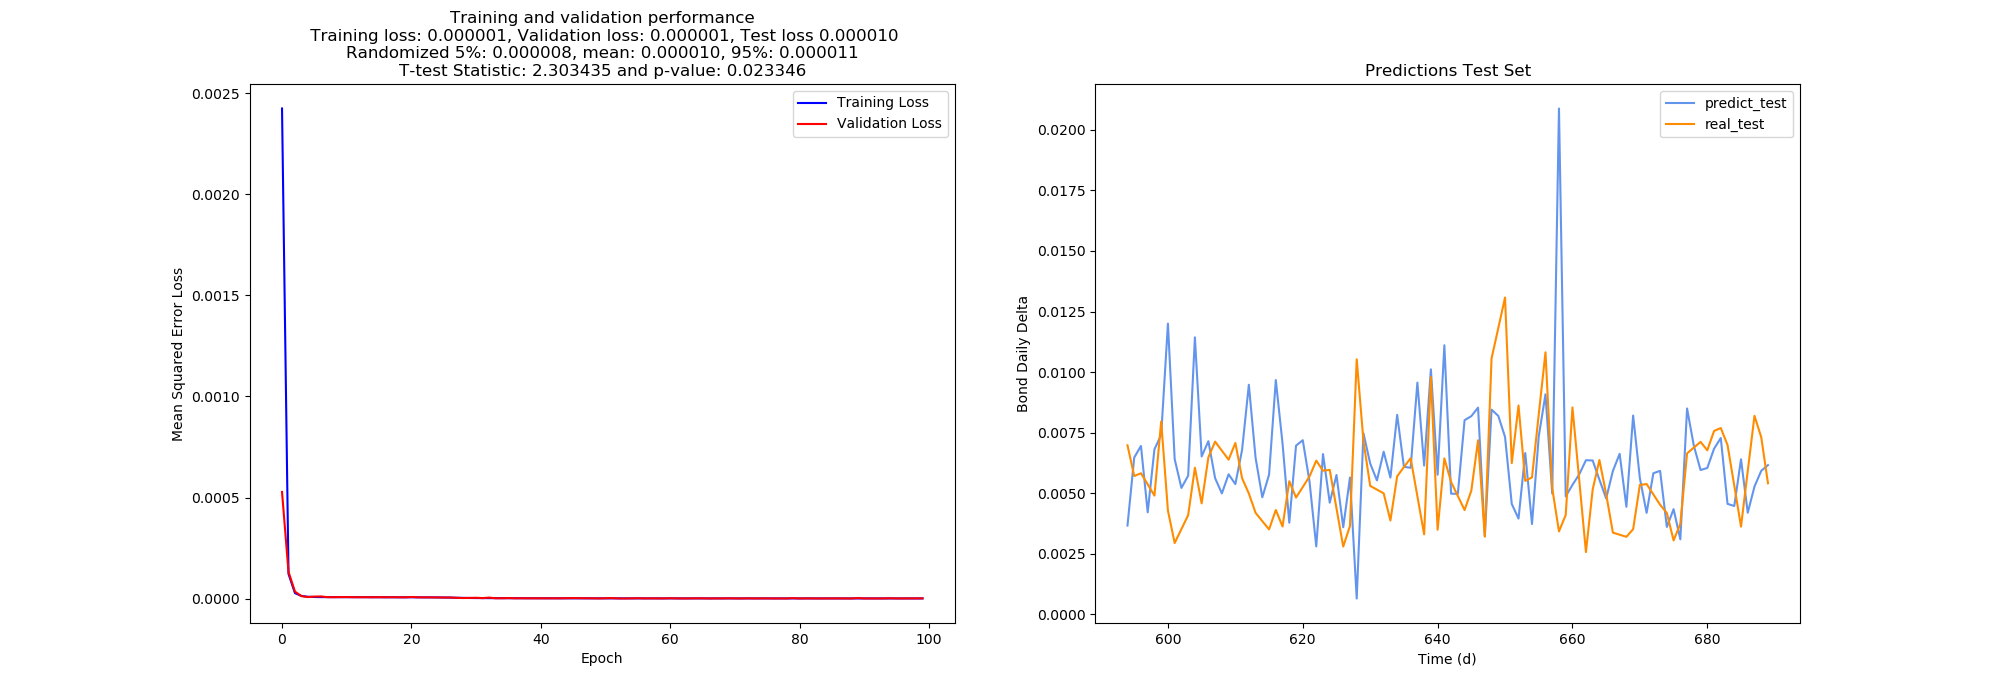 Training and validation performance
Training loss: 0.000001, Validation loss: 0.000001, Test loss 0.000010
Randomized 5%: 0.000008, mean: 0.000010, 95%: 0.000011
T-test Statistic: 2.303435 and p-value: 0.023346
Training Loss
Validation Loss
Mean Squared Error Loss
0.0025
0.0020
0.0015
0.0010
0.0005
0.0000
0
20
40
60
80
100
Epoch
Predictions Test Set
predict_test
real_test
Bond Daily Delta
0.0200
0.0175
0.0150
0.0125
0.0100
0.0075
0.0050
0.0025
0.0000
600
620
640
660
680
Time (d)